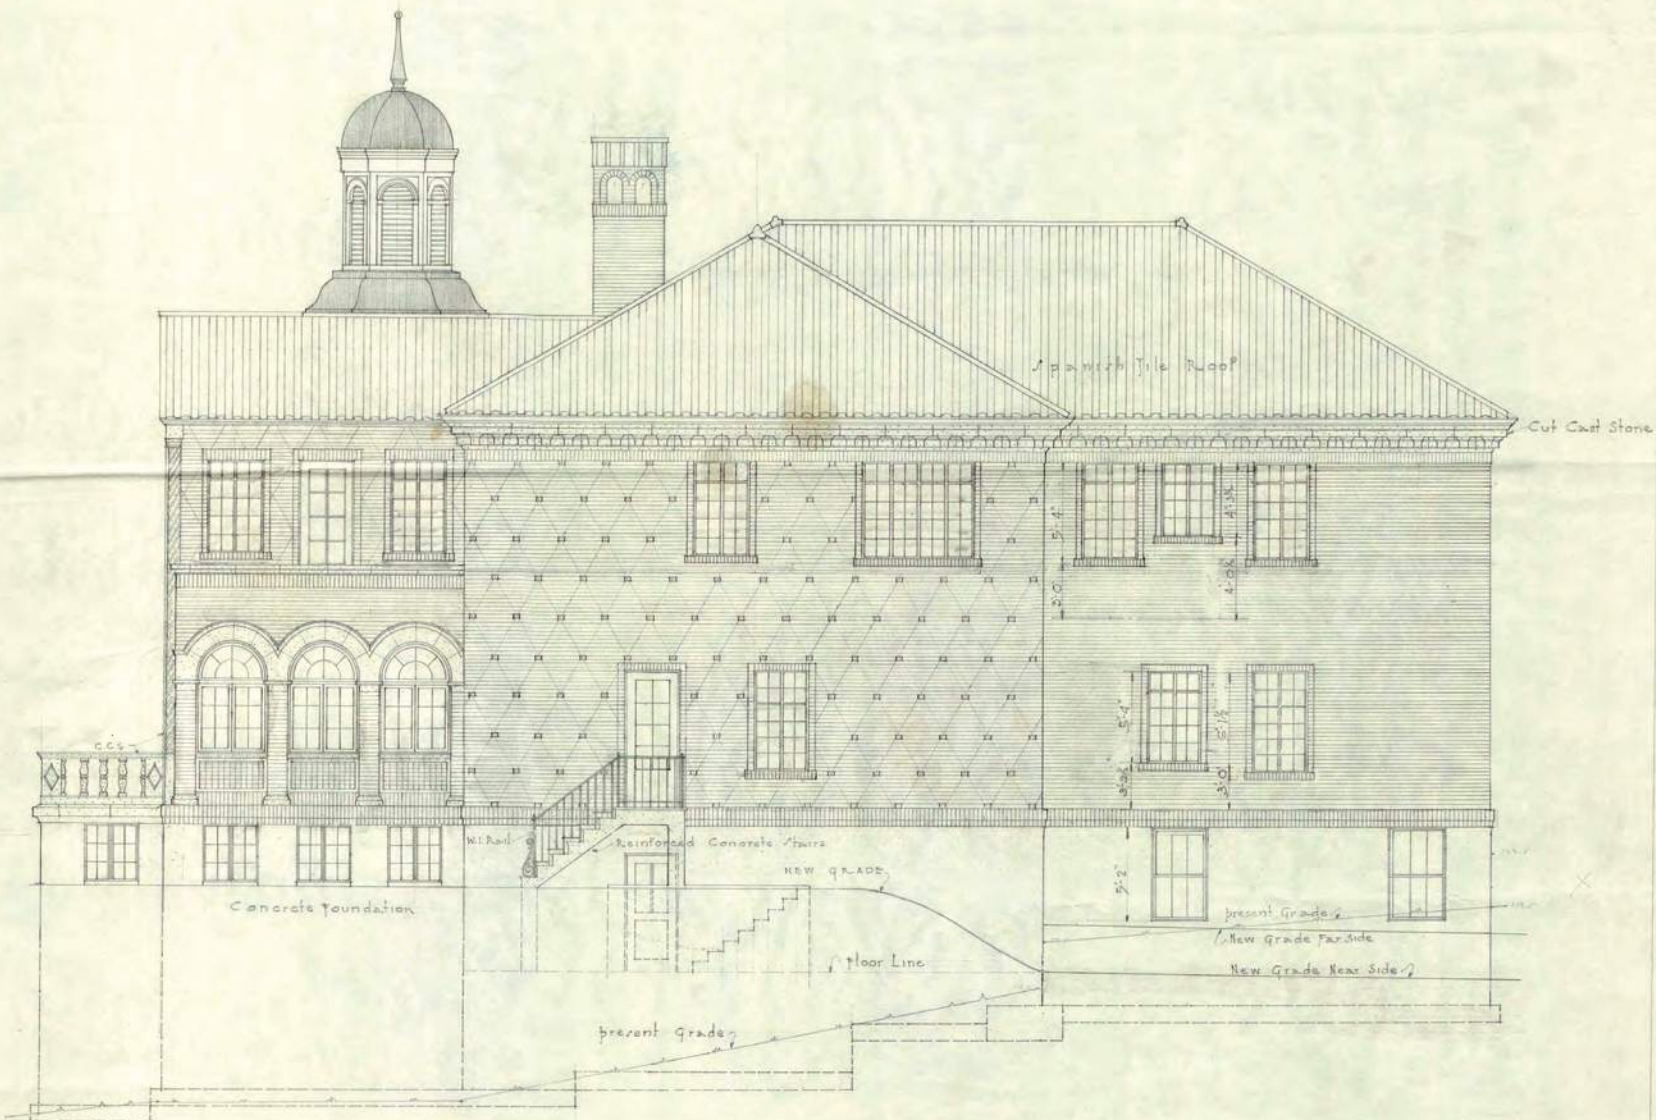 Spanish Tile Roof
Cut Cast Stone
5'-4"
3'-0"
5'-4"
3'-0"
C.C.S.
W.I. Rail
Reinforced Concrete Stairs
NEW GRADE
5'-2"
Concrete Foundation
present Grade
New Grade Far Side
Floor Line
New Grade Near Side
present Grade